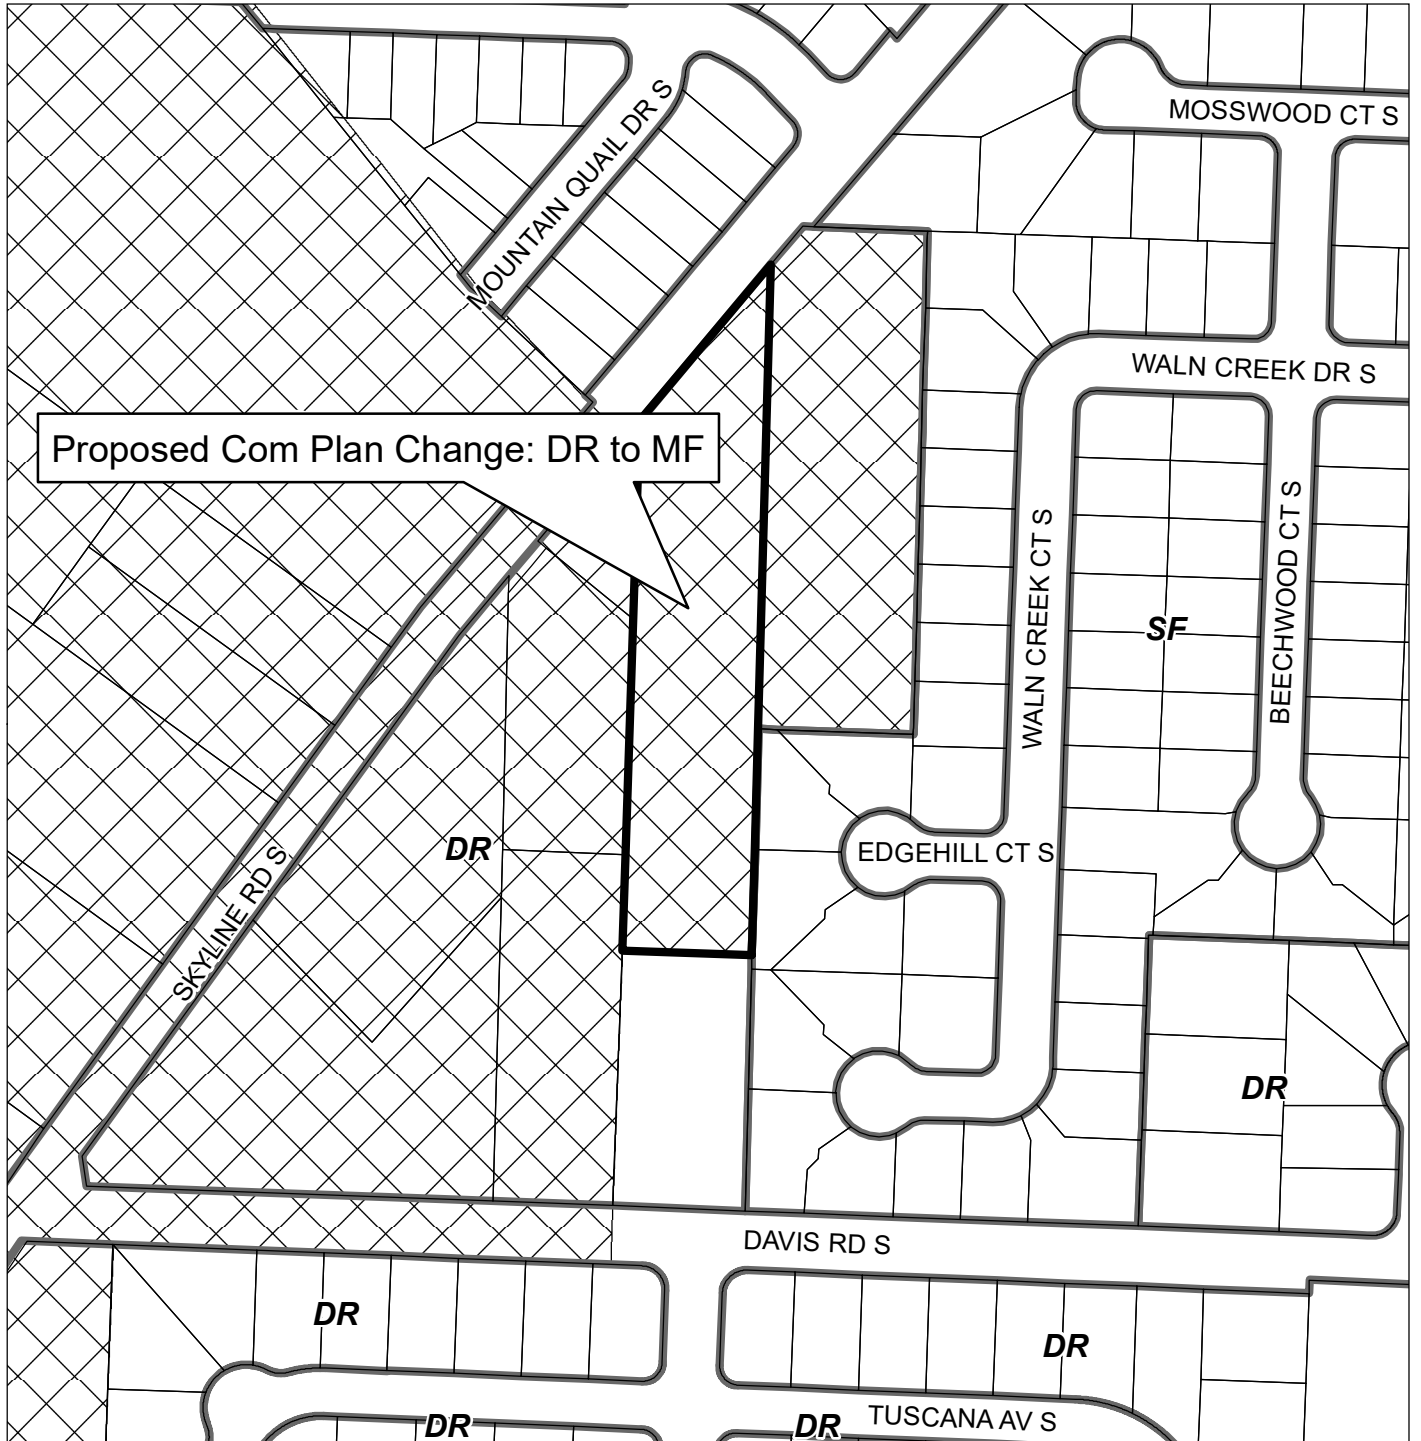 MOSSWOOD CT S
MOUNTAIN QUAIL DR S
WALN CREEK DR S
Proposed Com Plan Change: DR to MF
WALN CREEK CT S
BEECHWOOD CT S
SF
DR
EDGEHILL CT S
SKYLINE RD S
DR
DAVIS RD S
DR
DR
DR
DR
TUSCANA AV S